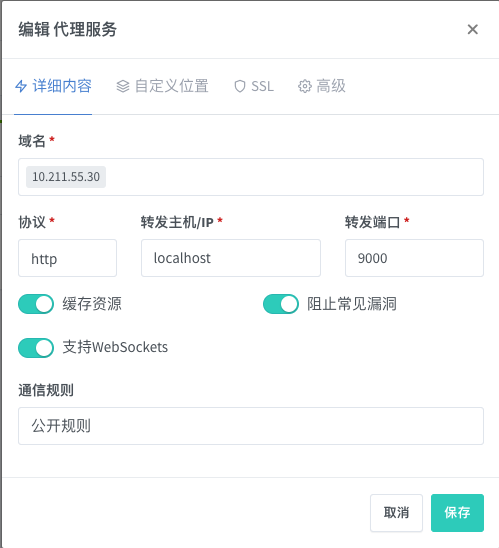 编辑 代理服务
详细内容 自定义位置 SSL 高级
域名 *
10.211.55.30
协议 * 转发主机/IP * 转发端口 *
http localhost 9000
缓存资源 阻止常见漏洞
支持WebSockets
通信规则
公开规则
取消 保存